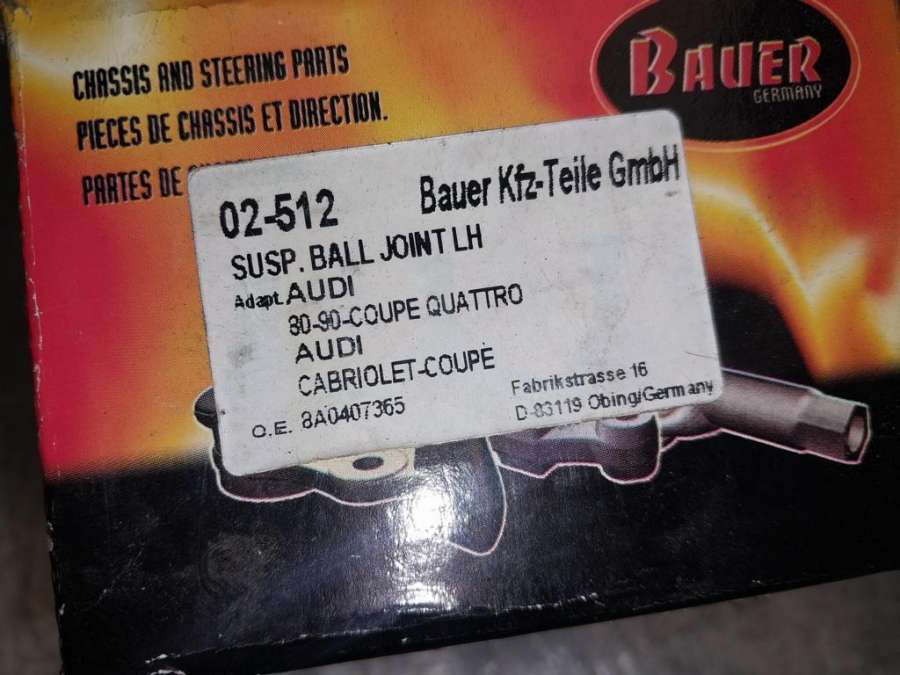 CHASSIS AND STEERING PARTS
PIECES DE CHASSIS ET DIRECTION.
PARTES DE
BAUER
GERMANY
02-512 Bauer Kfz-Teile GmbH
SUSP. BALL JOINT LH
Adapt. AUDI
80-90-COUPE QUATTRO
AUDI
CABRIOLET-COUPÈ
O.E. 8A0407365
Fabrikstrasse 16
D-83119 Obing/Germany